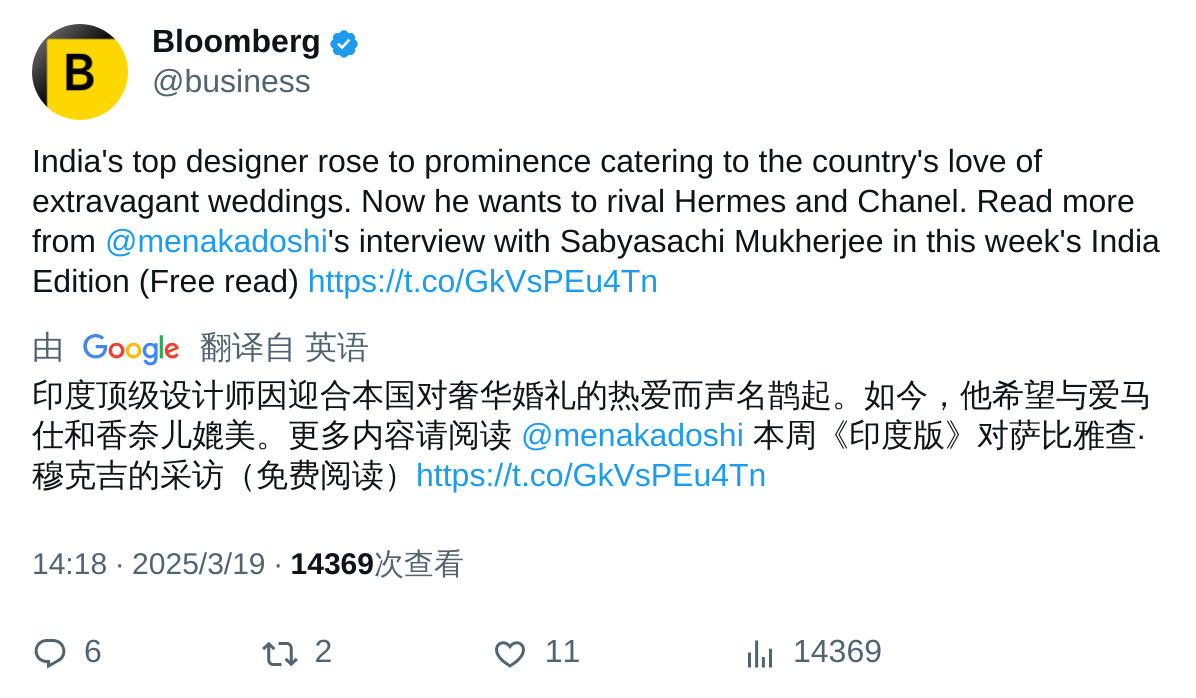 B
Bloomberg
@business
India's top designer rose to prominence catering to the country's love of
extravagant weddings. Now he wants to rival Hermes and Chanel. Read more
from @menakadoshi's interview with Sabyasachi Mukherjee in this week's India
Edition (Free read) https://t.co/GkVsPEu4Tn
由 Google 翻译自 英语
印度顶级设计师因迎合本国对奢华婚礼的热爱而声名鹊起。如今，他希望与爱马
仕和香奈儿媲美。更多内容请阅读 @menakadoshi 本周《印度版》对萨比雅查·
穆克吉的采访（免费阅读）https://t.co/GkVsPEu4Tn
14:18 · 2025/3/19 · 14369次查看
6 2 11 14369